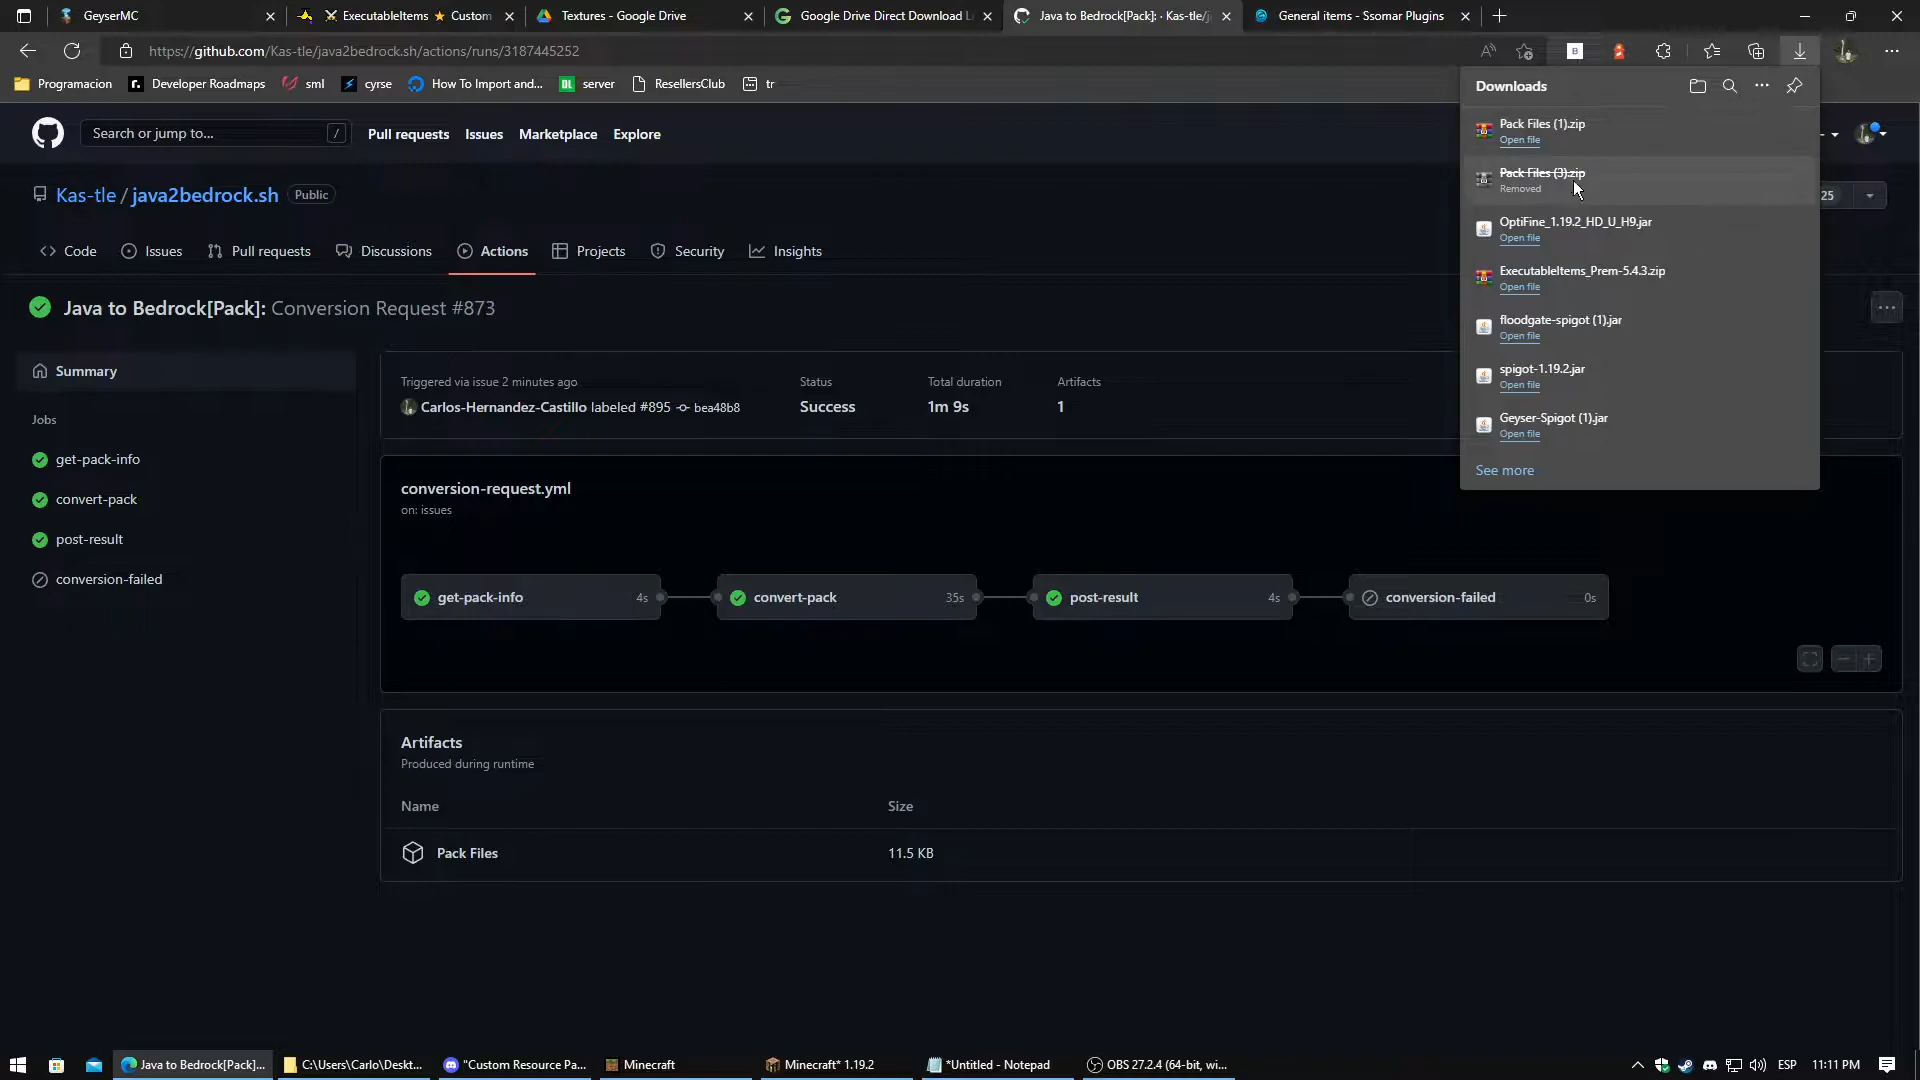 GeyserMC
ExecutableItems ★ Custom
Textures - Google Drive
Google Drive Direct Download L
Java to Bedrock[Pack]: · Kas-tle/j
General items - Ssomar Plugins
https://github.com/Kas-tle/java2bedrock.sh/actions/runs/3187445252
Programacion
Developer Roadmaps
sml
cyrse
How To Import and...
server
ResellersClub
tr
Search or jump to... /
Pull requests
Issues
Marketplace
Explore
Kas-tle / java2bedrock.sh Public
25
Code
Issues
Pull requests
Discussions
Actions
Projects
Security
Insights
Java to Bedrock[Pack]: Conversion Request #873
Summary
Jobs
get-pack-info
convert-pack
post-result
conversion-failed
Triggered via issue 2 minutes ago
Carlos-Hernandez-Castillo labeled #895 bea48b8
Status
Success
Total duration
1m 9s
Artifacts
1
conversion-request.yml
on: issues
get-pack-info 4s
convert-pack 35s
post-result 4s
conversion-failed 0s
Artifacts
Produced during runtime
Name Size
Pack Files 11.5 KB
Downloads
Pack Files (1).zip
Open file
Pack Files (3).zip
Removed
OptiFine_1.19.2_HD_U_H9.jar
Open file
ExecutableItems_Prem-5.4.3.zip
Open file
floodgate-spigot (1).jar
Open file
spigot-1.19.2.jar
Open file
Geyser-Spigot (1).jar
Open file
See more
Java to Bedrock[Pack]...
C:\Users\Carlo\Deskt...
"Custom Resource Pa...
Minecraft
Minecraft* 1.19.2
*Untitled - Notepad
OBS 27.2.4 (64-bit, wi...
ESP
11:11 PM